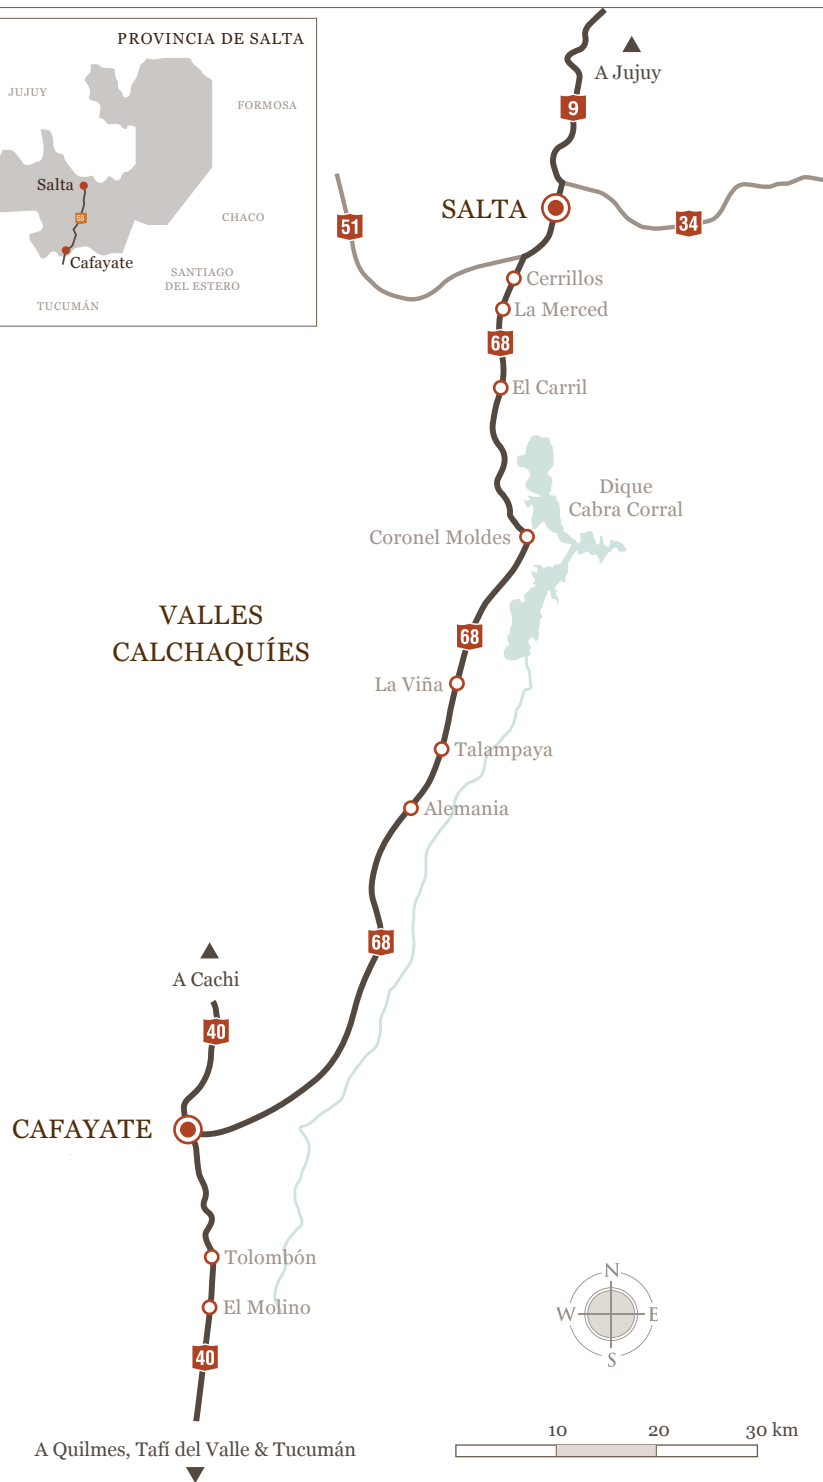 PROVINCIA DE SALTA
JUJUY
FORMOSA
Salta
68
Cafayate
CHACO
SANTIAGO
DEL ESTERO
TUCUMÁN
A Jujuy
9
SALTA
51
34
Cerrillos
La Merced
68
El Carril
Dique
Cabra Corral
Coronel Moldes
VALLES
CALCHAQUÍES
68
La Viña
Talampaya
Alemania
68
A Cachi
40
CAFAYATE
Tolombón
El Molino
40
N
W
E
S
A Quilmes, Tafí del Valle & Tucumán
10
20
30 km